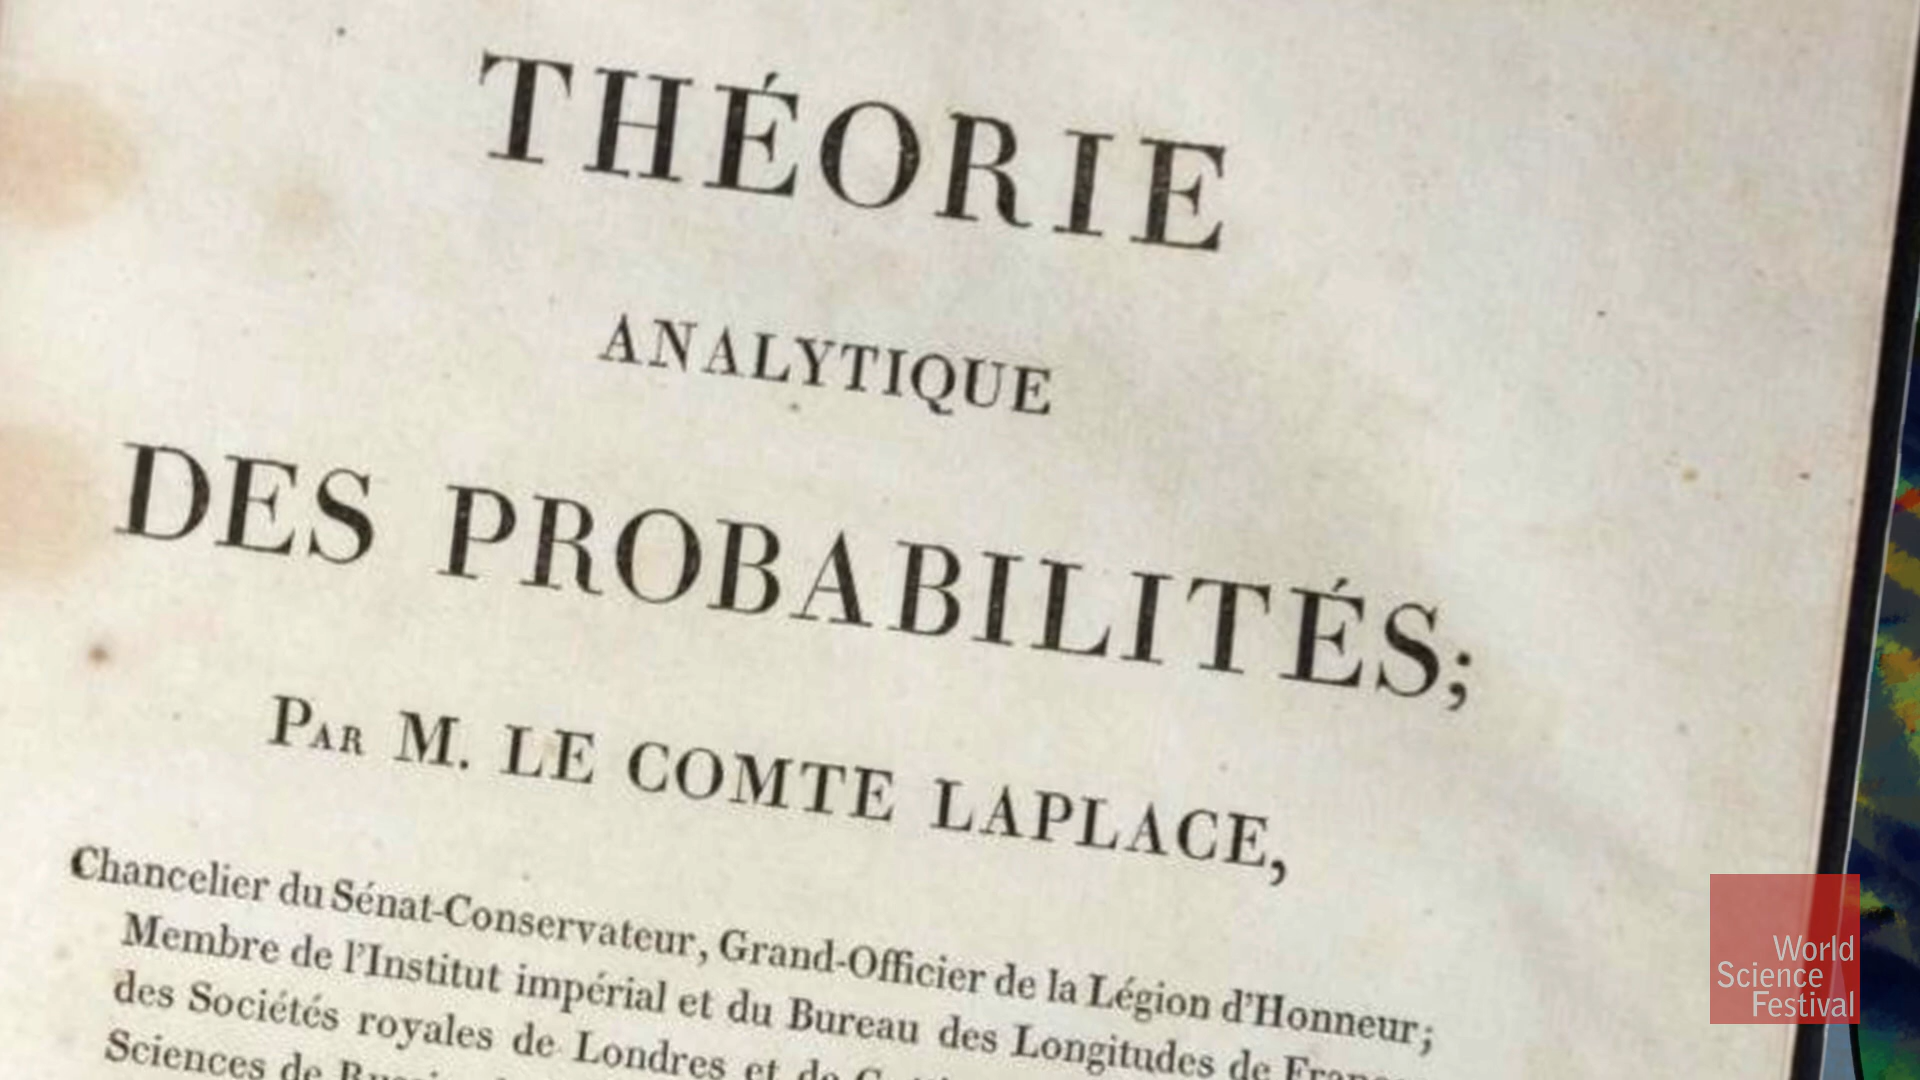 THÉORIE
ANALYTIQUE
DES PROBABILITÉS;
PAR M. LE COMTE LAPLACE,
Chancelier du Sénat-Conservateur, Grand-Officier de la Légion d'Honneur;
Membre de l'Institut impérial et du Bureau des Longitudes de
des Sociétés royales de Londres et de
Sciences de
World
Science
Festival